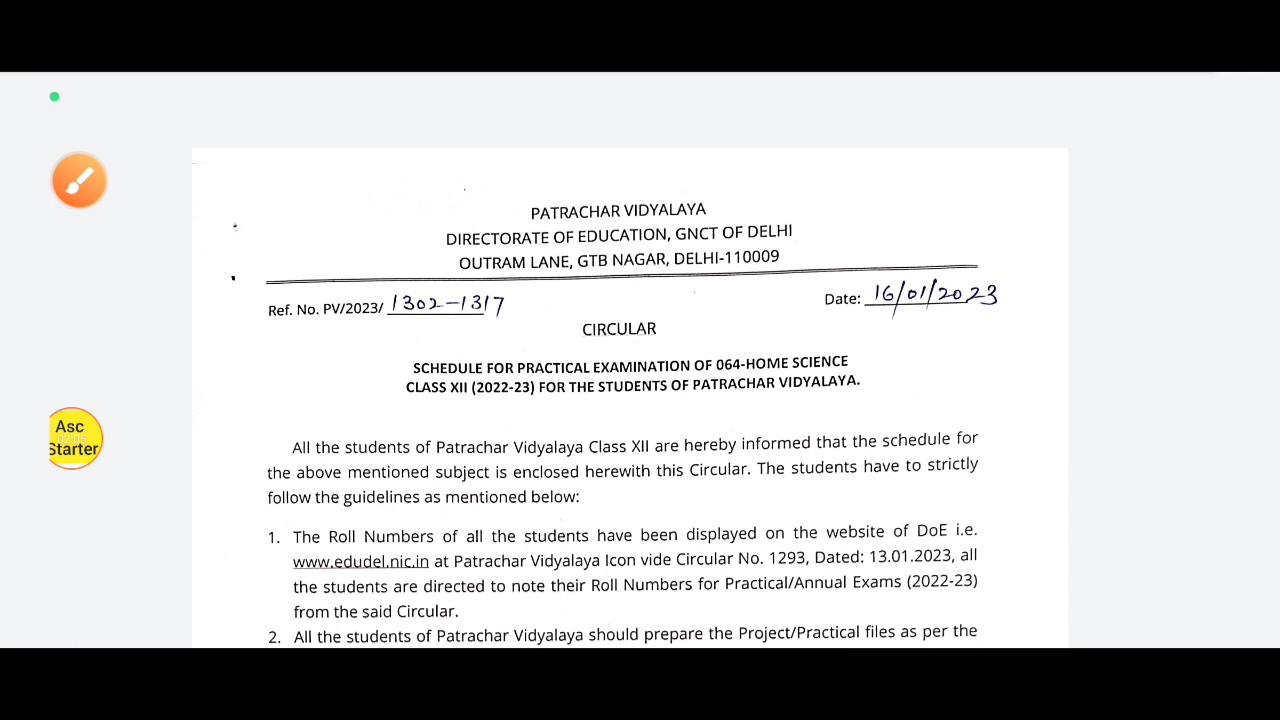 PATRACHAR VIDYALAYA
DIRECTORATE OF EDUCATION, GNCT OF DELHI
OUTRAM LANE, GTB NAGAR, DELHI-110009
Ref. No. PV/2023/ 1302-1317
Date: 16/01/2023
CIRCULAR
SCHEDULE FOR PRACTICAL EXAMINATION OF 064-HOME SCIENCE
CLASS XII (2022-23) FOR THE STUDENTS OF PATRACHAR VIDYALAYA.
Asc
02:05
Starter
All the students of Patrachar Vidyalaya Class XII are hereby informed that the schedule for
the above mentioned subject is enclosed herewith this Circular. The students have to strictly
follow the guidelines as mentioned below:
1. The Roll Numbers of all the students have been displayed on the website of DoE i.e.
www.edudel.nic.in at Patrachar Vidyalaya Icon vide Circular No. 1293, Dated: 13.01.2023, all
the students are directed to note their Roll Numbers for Practical/Annual Exams (2022-23)
from the said Circular.
2. All the students of Patrachar Vidyalaya should prepare the Project/Practical files as per the